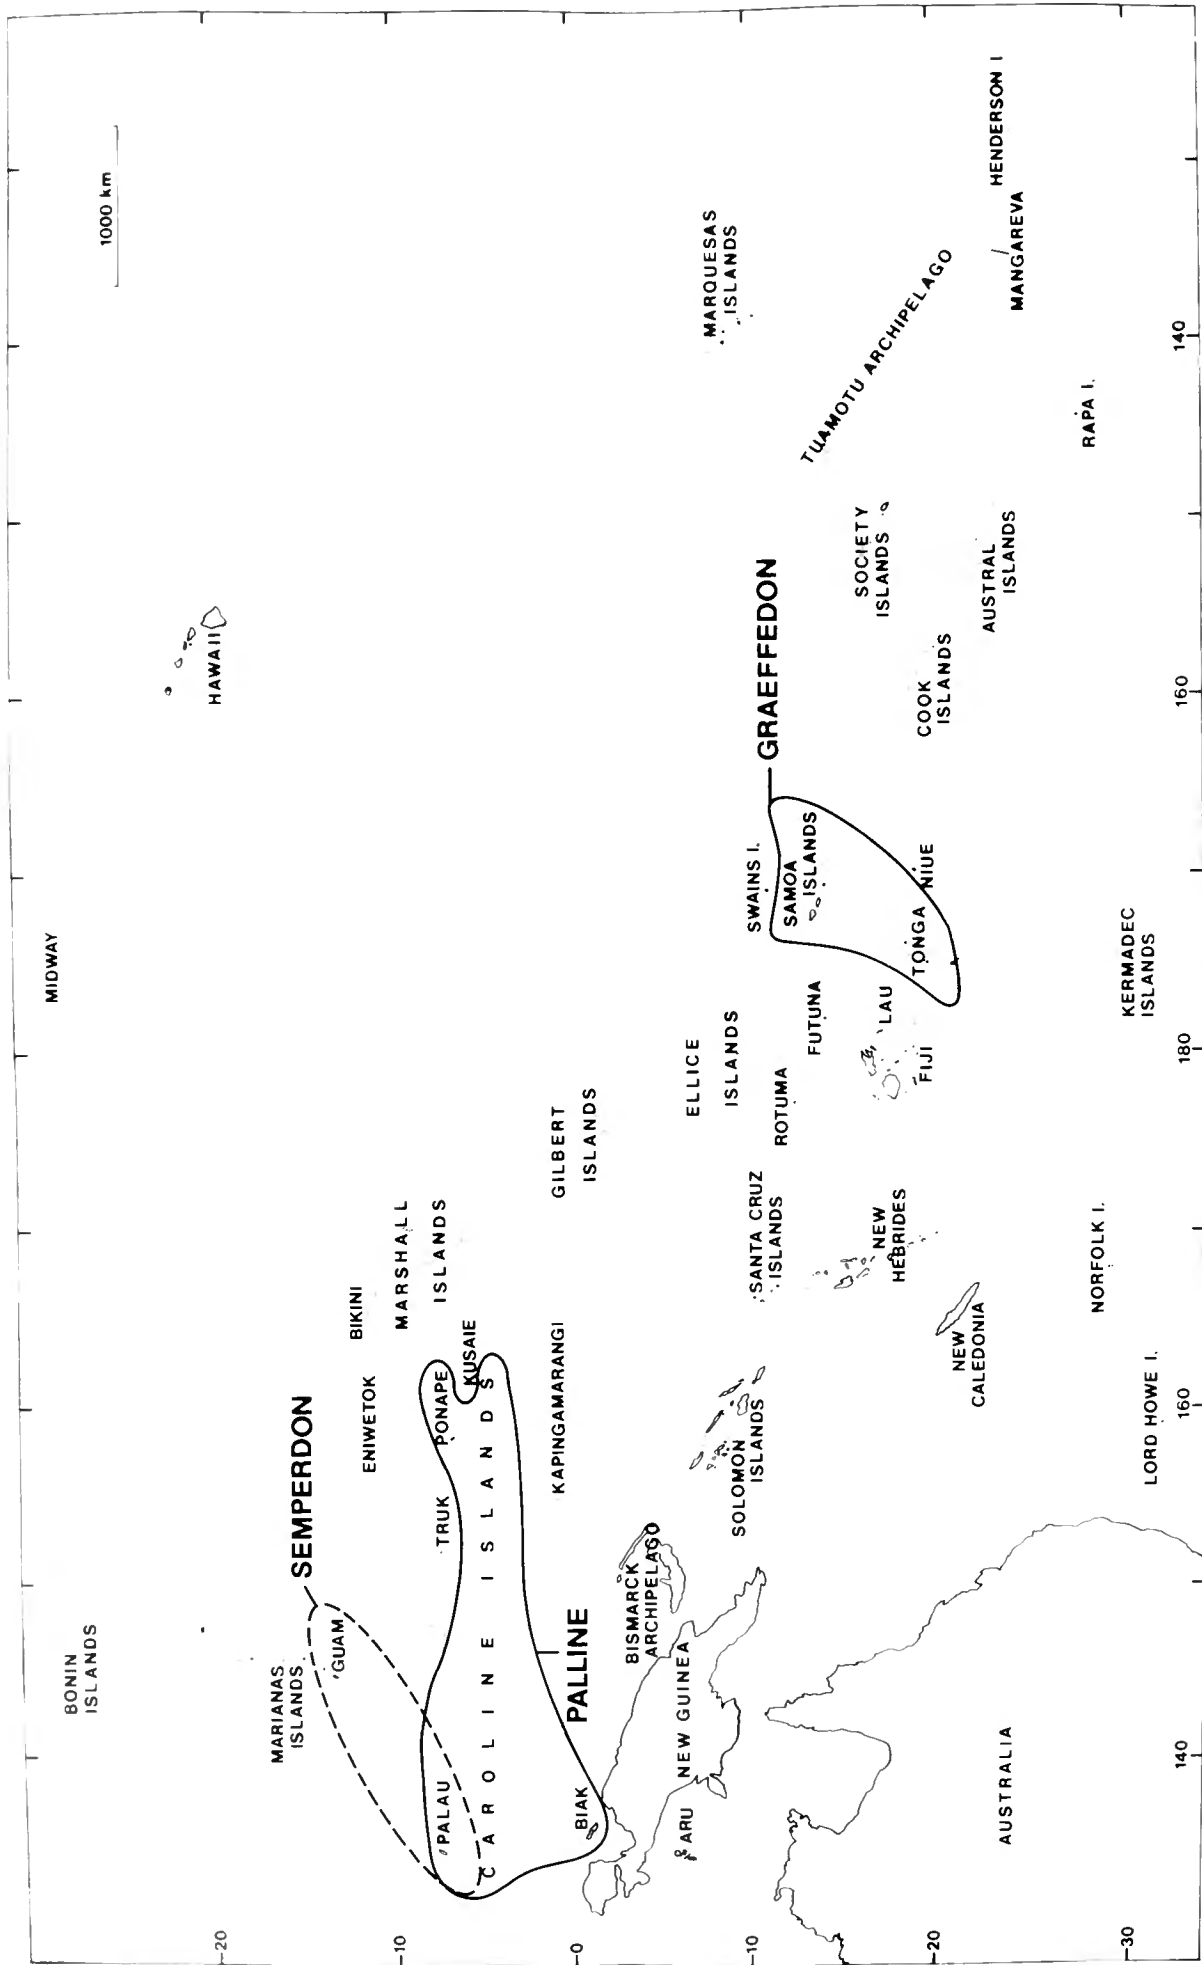 1000 km
MIDWAY
HAWAII
BONIN
ISLANDS
MARIANAS
ISLANDS
GUAM
SEMPERDON
ENIWETOK
BIKINI
MARSHALL
ISLANDS
PALAU
TRUK
PONAPE
KUSAIE
CAROLINE ISLANDS
PALLINE
KAPINGAMARANGI
GILBERT
ISLANDS
BIAK
BISMARCK
ARCHIPELAGO
NEW GUINEA
ARU
SOLOMON
ISLANDS
SANTA CRUZ
ISLANDS
ELLICE
ISLANDS
ROTUMA
FUTUNA
SWAINS I.
SAMOA
ISLANDS
GRAEFFEDON
MARQUESAS
ISLANDS
TUAMOTU ARCHIPELAGO
SOCIETY
ISLANDS
NEW
HEBRIDES
FIJI
LAU
TONGA
NIUE
COOK
ISLANDS
AUSTRAL
ISLANDS
MANGAREVA
HENDERSON I
RAPA I.
NEW
CALEDONIA
AUSTRALIA
LORD HOWE I.
NORFOLK I.
KERMADEC
ISLANDS
20
10
0
10
20
30
140
160
180
160
140